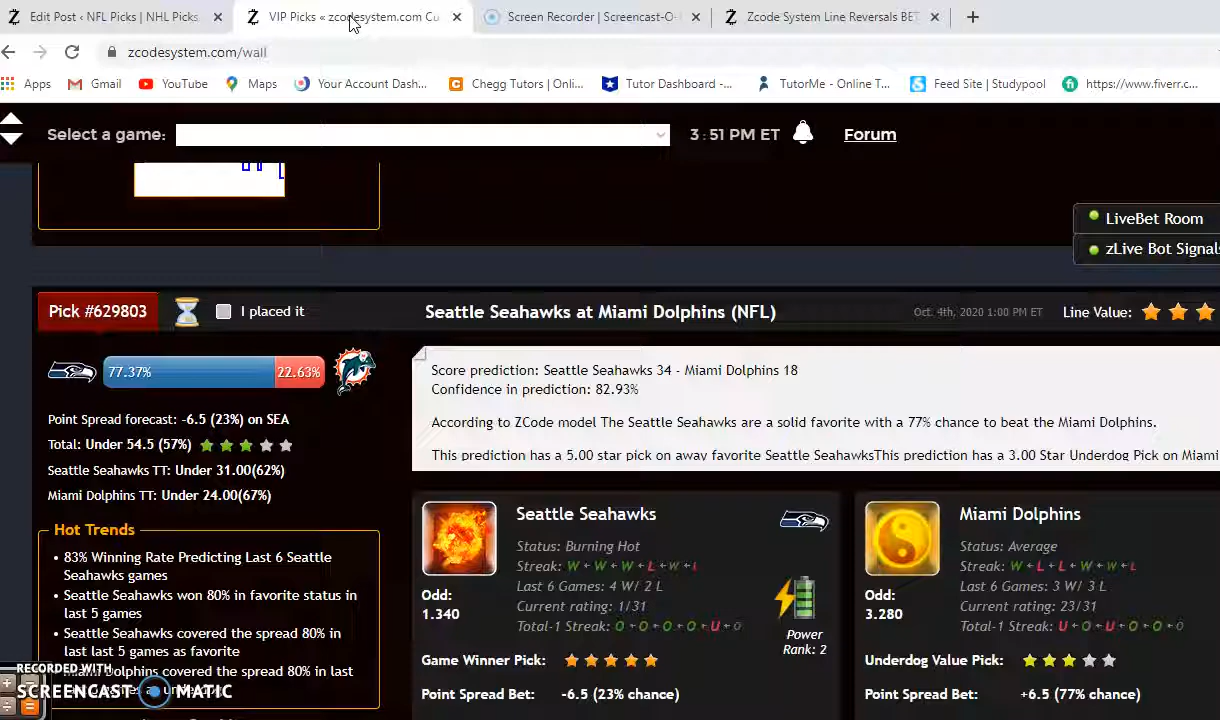 Edit Post ‹ NFL Picks | NHL Picks
VIP Picks « zcodesystem.com Cu
Screen Recorder | Screencast-O-
Zcode System Line Reversals BET
zcodesystem.com/wall
Apps
Gmail
YouTube
Maps
Your Account Dash...
Chegg Tutors | Onli...
Tutor Dashboard -...
TutorMe - Online T...
Feed Site | Studypool
https://www.fiverr.c...
Select a game:
3:51 PM ET
Forum
LiveBet Room
zLive Bot Signals
Pick #629803
I placed it
Seattle Seahawks at Miami Dolphins (NFL)
Oct. 4th, 2020 1:00 PM ET
Line Value:
77.37%
22.63%
Score prediction: Seattle Seahawks 34 - Miami Dolphins 18
Confidence in prediction: 82.93%
According to ZCode model The Seattle Seahawks are a solid favorite with a 77% chance to beat the Miami Dolphins.
This prediction has a 5.00 star pick on away favorite Seattle SeahawksThis prediction has a 3.00 Star Underdog Pick on Miami
Point Spread forecast: -6.5 (23%) on SEA
Total: Under 54.5 (57%)
Seattle Seahawks TT: Under 31.00(62%)
Miami Dolphins TT: Under 24.00(67%)
Hot Trends
• 83% Winning Rate Predicting Last 6 Seattle
Seahawks games
• Seattle Seahawks won 80% in favorite status in
last 5 games
• Seattle Seahawks covered the spread 80% in
last last 5 games as favorite
Dolphins covered the spread 80% in last
Seattle Seahawks
Status: Burning Hot
Streak: W - W - W - L - W - L
Last 6 Games: 4 W/ 2 L
Current rating: 1/31
Total-1 Streak: O - O - O - O - U - O
Odd:
1.340
Power
Rank: 2
Game Winner Pick:
Point Spread Bet: -6.5 (23% chance)
Miami Dolphins
Status: Average
Streak: W - L - L - W - W - L
Last 6 Games: 3 W/ 3 L
Current rating: 23/31
Total-1 Streak: U - O - U - O - O - O
Odd:
3.280
Underdog Value Pick:
Point Spread Bet: +6.5 (77% chance)
RECORDED WITH
SCREENCAST MATIC